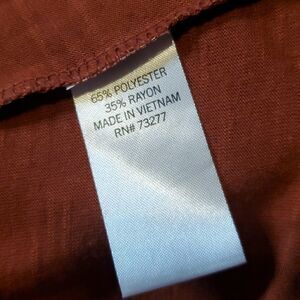 65% POLYESTER
35% RAYON
MADE IN VIETNAM
RN# 73277